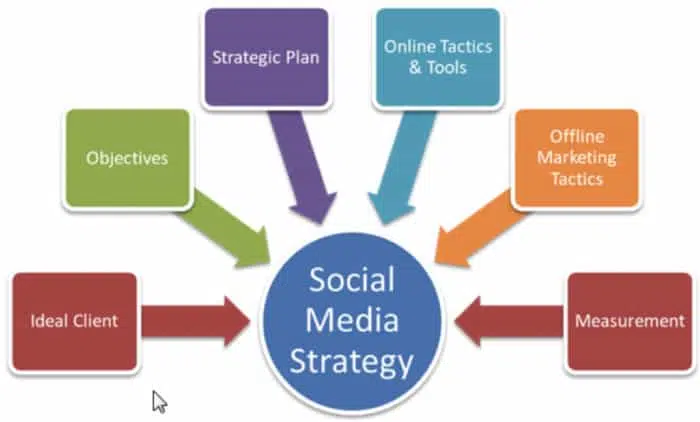 Strategic Plan
Online Tactics
& Tools
Objectives
Offline
Marketing
Tactics
Ideal Client
Social
Media
Strategy
Measurement